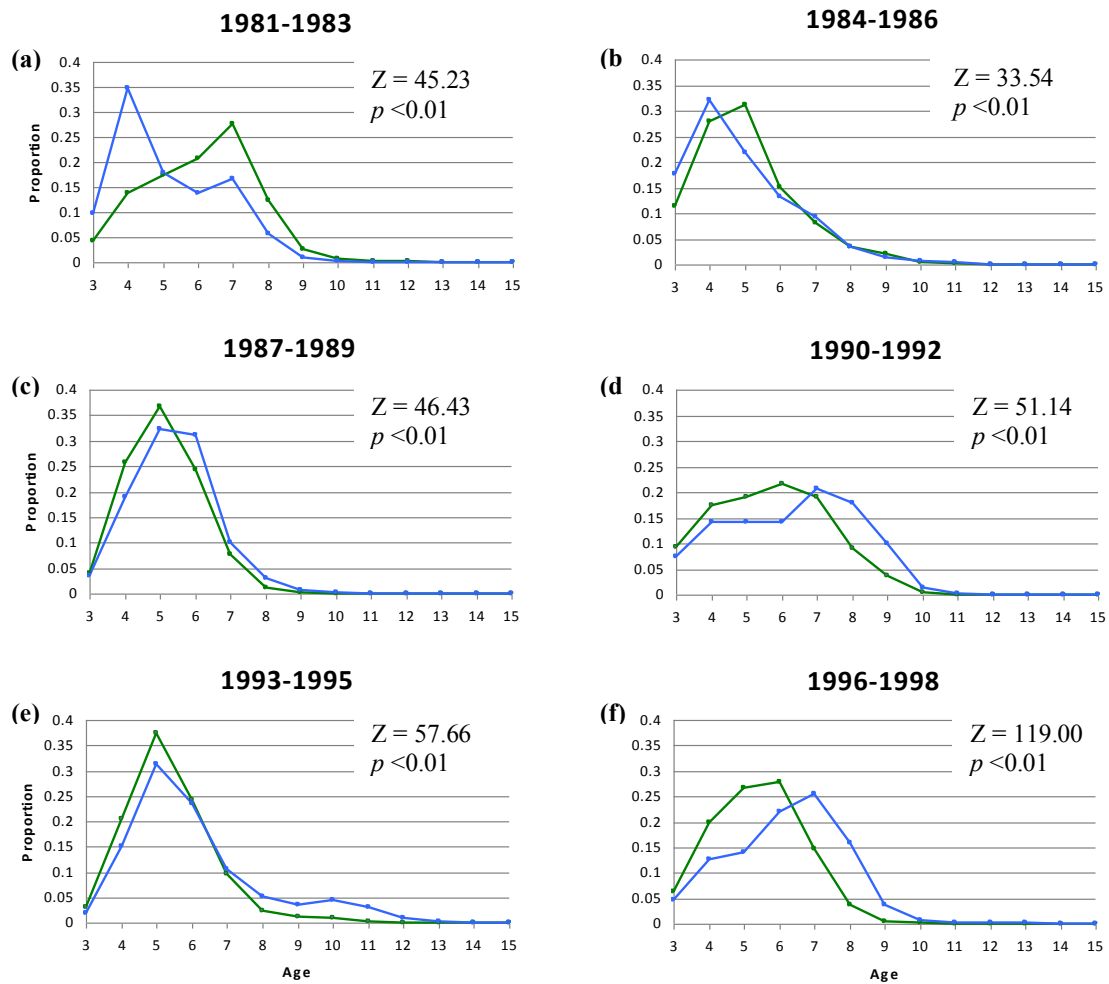 1981-1983
(a)
Z = 45.23
p <0.01
Proportion
0.4
0.35
0.3
0.25
0.2
0.15
0.1
0.05
0
3 4 5 6 7 8 9 10 11 12 13 14 15
1984-1986
(b)
Z = 33.54
p <0.01
0.4
0.35
0.3
0.25
0.2
0.15
0.1
0.05
0
3 4 5 6 7 8 9 10 11 12 13 14 15
1987-1989
(c)
Z = 46.43
p <0.01
Proportion
0.4
0.35
0.3
0.25
0.2
0.15
0.1
0.05
0
3 4 5 6 7 8 9 10 11 12 13 14 15
1990-1992
(d)
Z = 51.14
p <0.01
0.4
0.35
0.3
0.25
0.2
0.15
0.1
0.05
0
3 4 5 6 7 8 9 10 11 12 13 14 15
1993-1995
(e)
Z = 57.66
p <0.01
Proportion
0.4
0.35
0.3
0.25
0.2
0.15
0.1
0.05
0
3 4 5 6 7 8 9 10 11 12 13 14 15
Age
1996-1998
(f)
Z = 119.00
p <0.01
0.4
0.35
0.3
0.25
0.2
0.15
0.1
0.05
0
3 4 5 6 7 8 9 10 11 12 13 14 15
Age